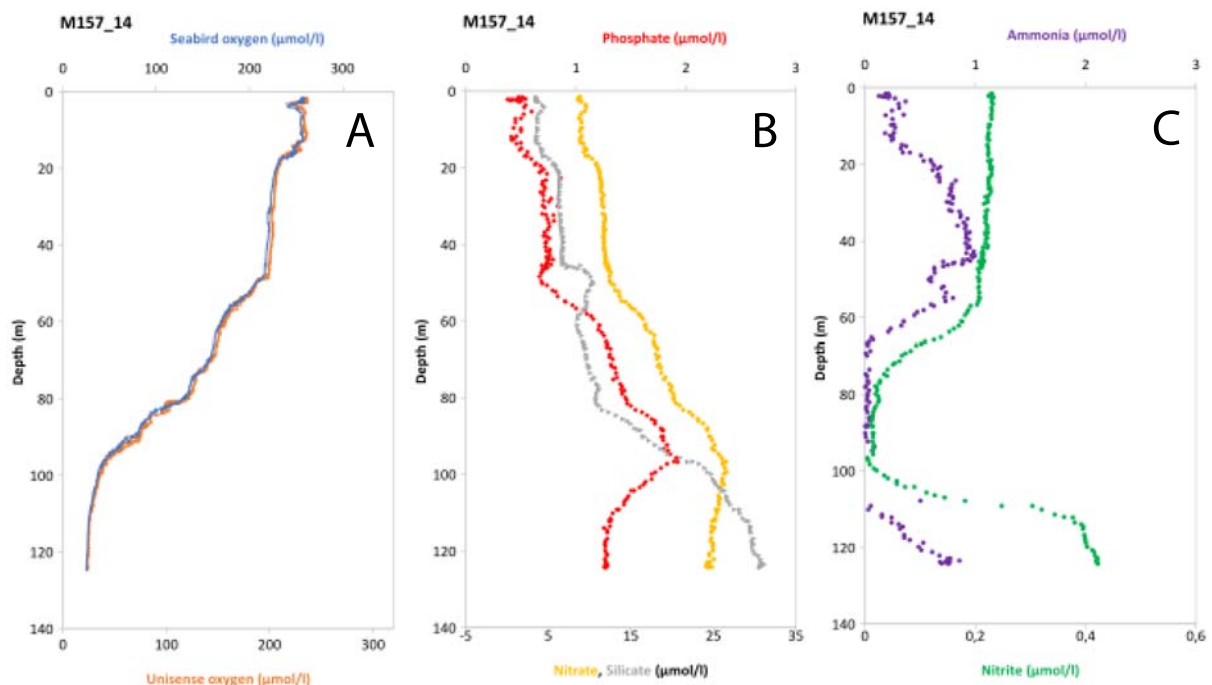 M157_14
Seabird oxygen (µmol/l)
0 100 200 300
0
20
40
60
80
100
120
140
Depth (m)
A
0 100 200 300
Unisense oxygen (µmol/l)
M157_14
Phosphate (µmol/l)
0 1 2 3
0
20
40
60
80
100
120
140
Depth (m)
B
-5 5 15 25 35
Nitrate, Silicate (µmol/l)
M157_14
Ammonia (µmol/l)
0 1 2 3
0
20
40
60
80
100
120
140
Depth (m)
C
0 0,2 0,4 0,6
Nitrite (µmol/l)